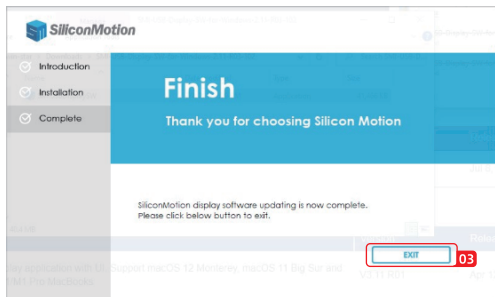 SiliconMotion
Introduction
Installation
Complete
Finish
Thank you for choosing Silicon Motion
SiliconMotion display software updating is now complete.
Please click below button to exit.
EXIT
03
Support macOS 12 Monterey, macOS 11 Big Sur and